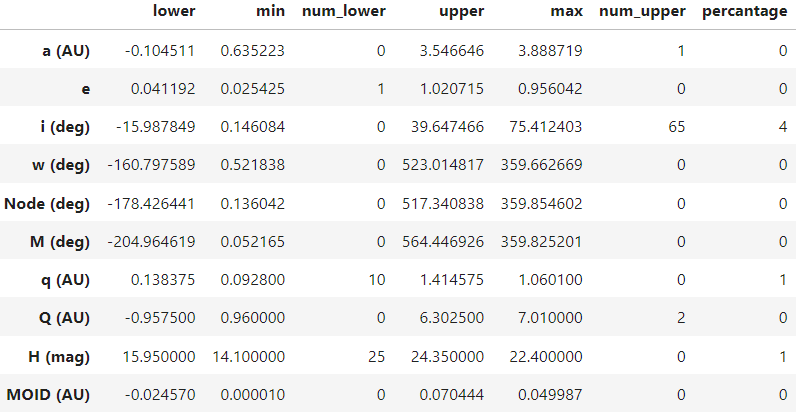 lower min num_lower upper max num_upper percantage
a (AU) -0.104511 0.635223 0 3.546646 3.888719 1 0
e 0.041192 0.025425 1 1.020715 0.956042 0 0
i (deg) -15.987849 0.146084 0 39.647466 75.412403 65 4
w (deg) -160.797589 0.521838 0 523.014817 359.662669 0 0
Node (deg) -178.426441 0.136042 0 517.340838 359.854602 0 0
M (deg) -204.964619 0.052165 0 564.446926 359.825201 0 0
q (AU) 0.138375 0.092800 10 1.414575 1.060100 0 1
Q (AU) -0.957500 0.960000 0 6.302500 7.010000 2 0
H (mag) 15.950000 14.100000 25 24.350000 22.400000 0 1
MOID (AU) -0.024570 0.000010 0 0.070444 0.049987 0 0